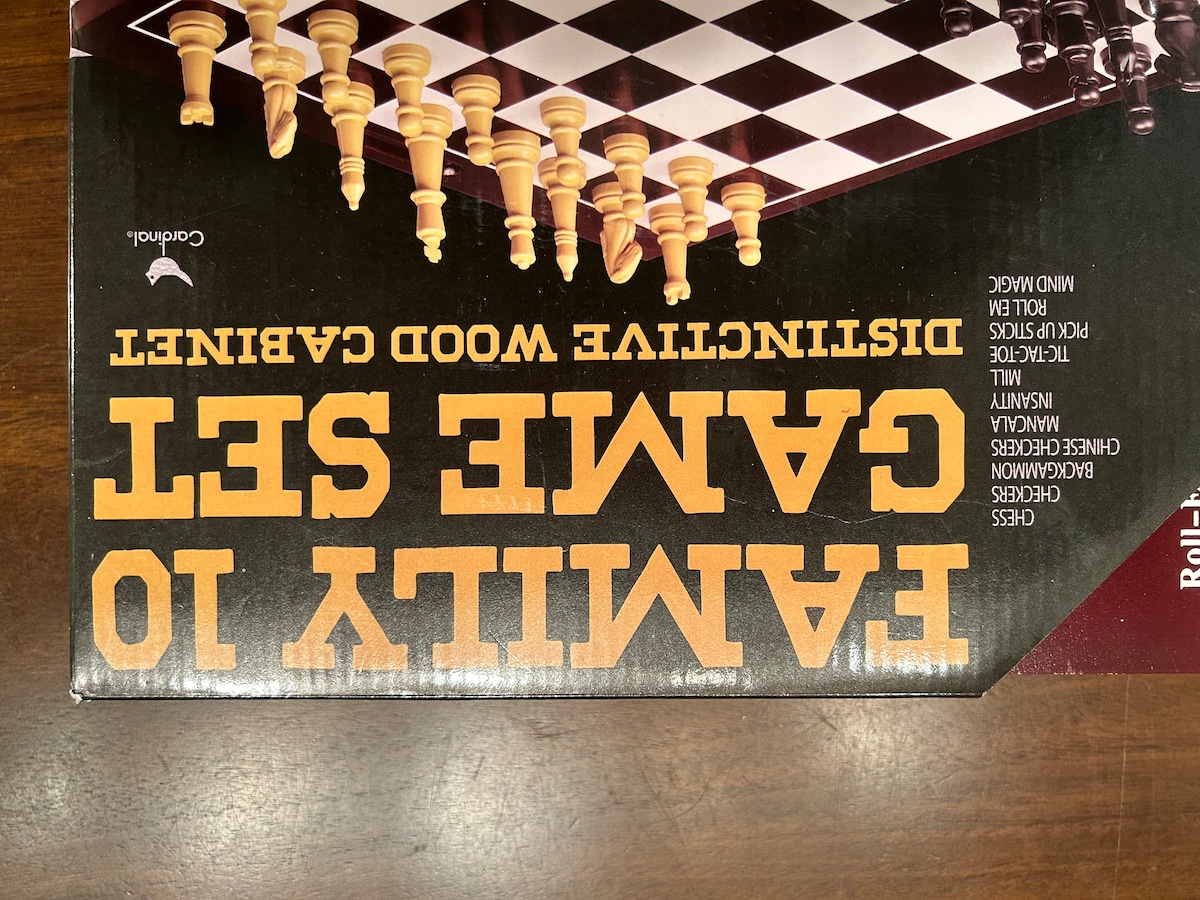 FAMILY 10
GAME SET
DISTINCTIVE WOOD CABINET
CHESS
CHECKERS
BACKGAMMON
CHINESE CHECKERS
MANCALA
INSANITY
MILL
TIC-TAC-TOE
PICK UP STICKS
ROLL EM
MIND MAGIC
Cardinal®